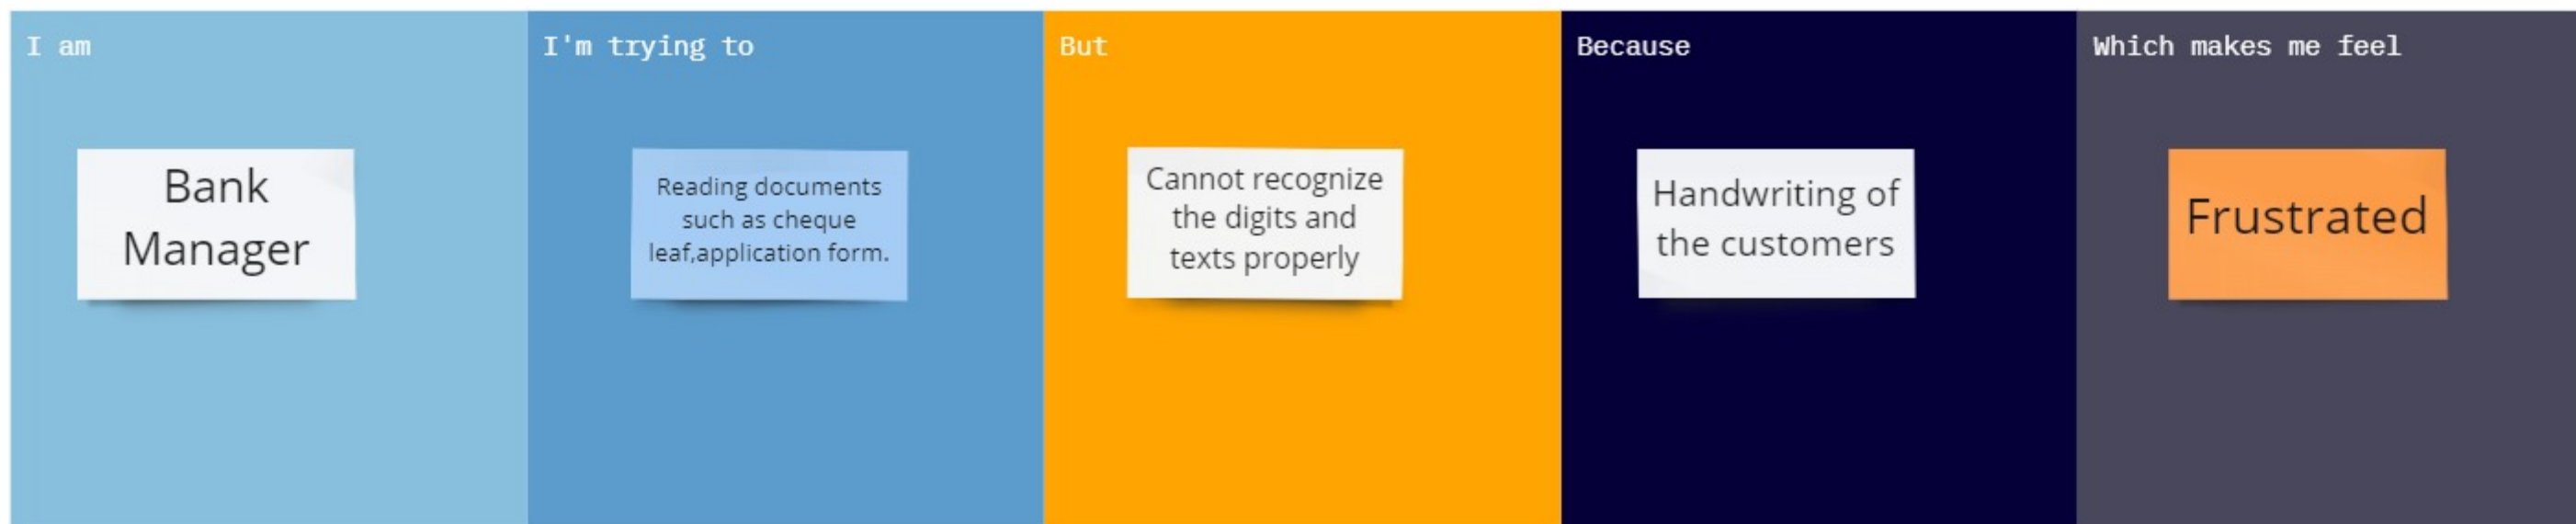 I am
Bank
Manager
I'm trying to
Reading documents
such as cheque
leaf,application form.
But
Cannot recognize
the digits and
texts properly
Because
Handwriting of
the customers
Which makes me feel
Frustrated